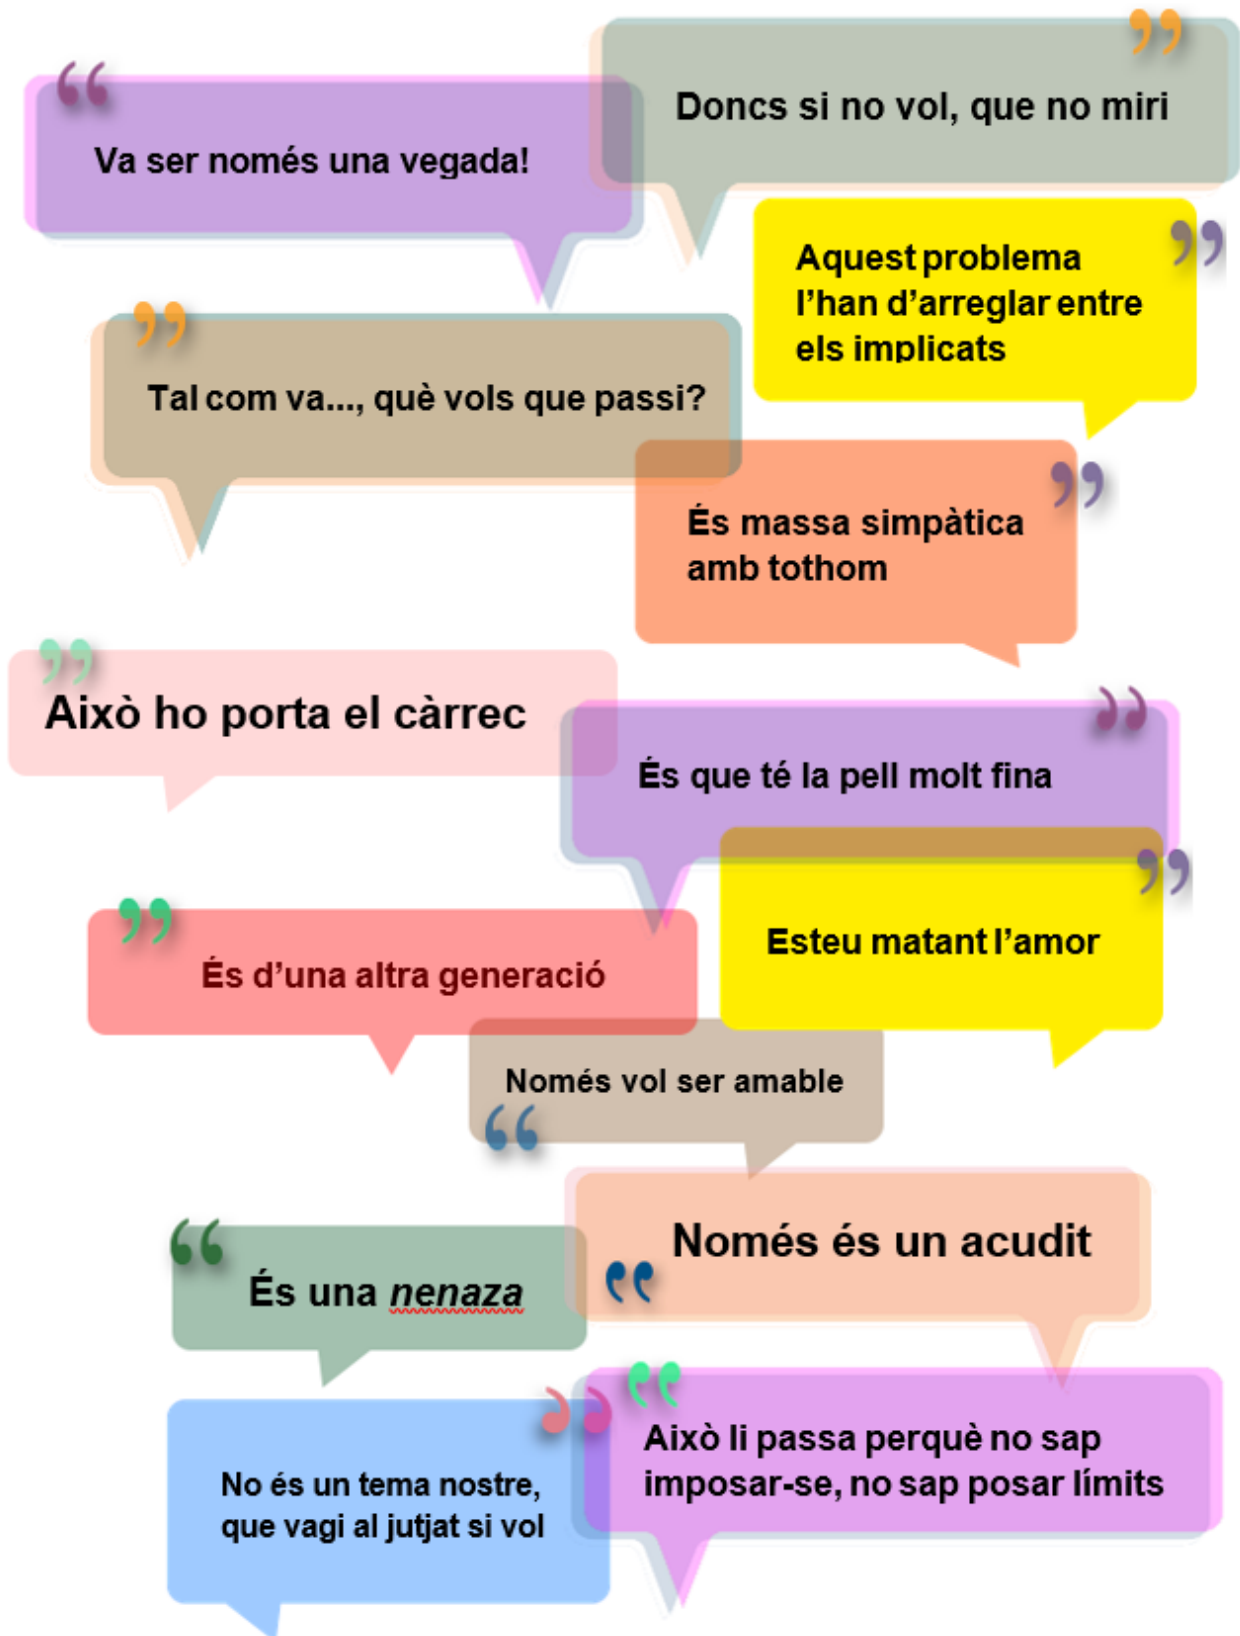 Doncs si no vol, que no miri
Va ser només una vegada!
Aquest problema
l'han d'arreglar entre
els implicats
Tal com va..., què vols que passi?
És massa simpàtica
amb tothom
Això ho porta el càrrec
És que té la pell molt fina
Esteu matant l'amor
És d'una altra generació
Només vol ser amable
Només és un acudit
És una nenaza
Això li passa perquè no sap
imposar-se, no sap posar límits
No és un tema nostre,
que vagi al jutjat si vol